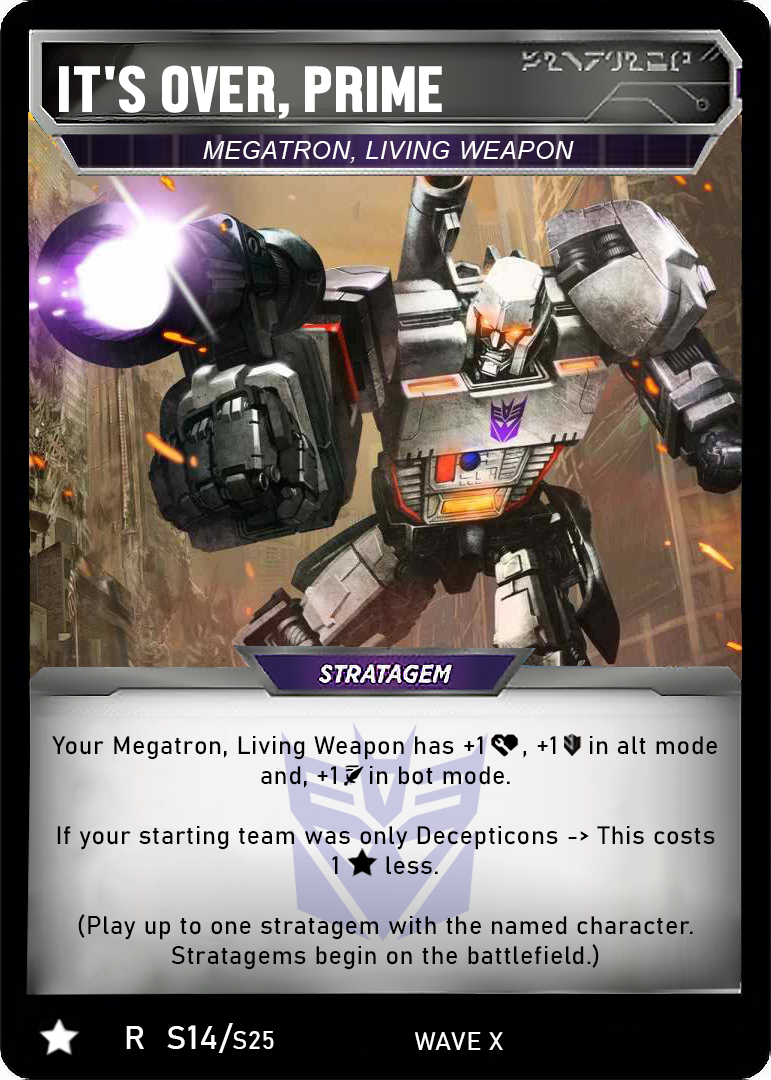 IT'S OVER, PRIME
MEGATRON, LIVING WEAPON
STRATAGEM
Your Megatron, Living Weapon has +1 , +1 in alt mode
and, +1 in bot mode.
If your starting team was only Decepticons -> This costs
1 ★ less.
(Play up to one stratagem with the named character.
Stratagems begin on the battlefield.)
★ R S14/S25 WAVE X